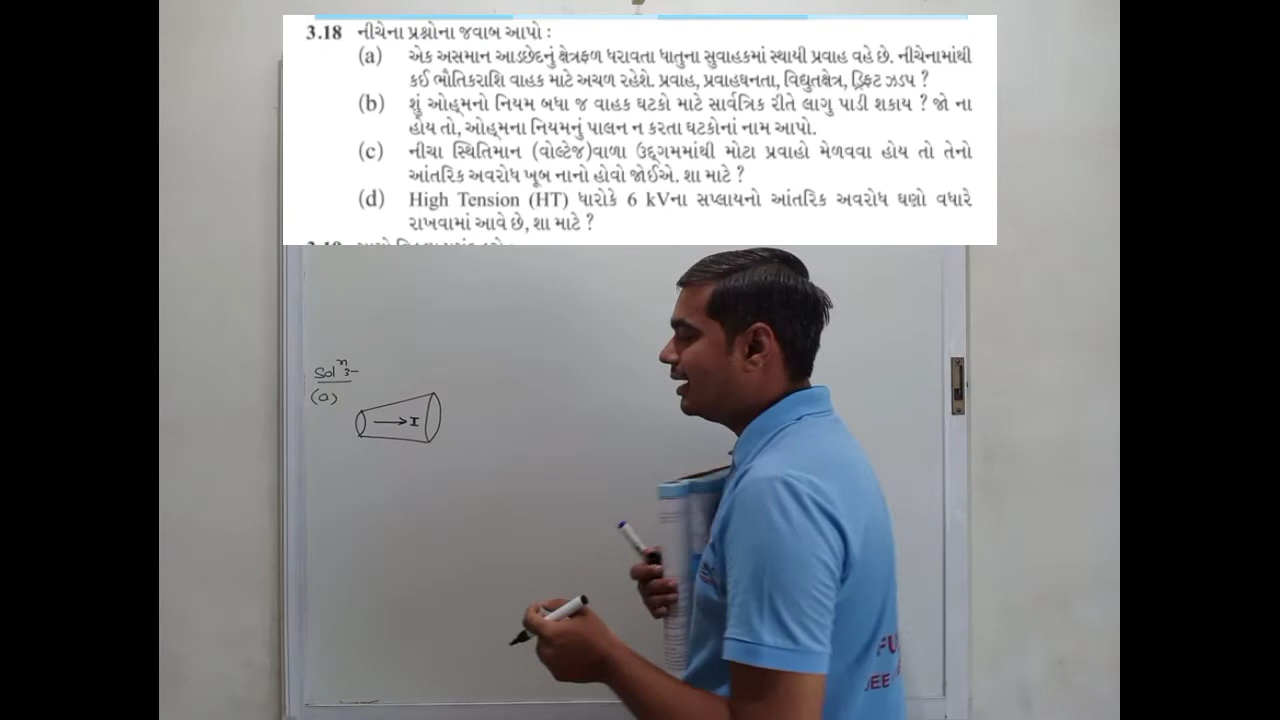 3.18 નીચેના પ્રશ્નોના જવાબ આપો :
(a) એક અસમાન આડછેદનું ક્ષેત્રફળ ધરાવતા ધાતુના સુવાહકમાં સ્થાયી પ્રવાહ વહે છે. નીચેનામાંથી
કઈ ભૌતિકરાશિ વાહક માટે અચળ રહેશે. પ્રવાહ, પ્રવાહઘનતા, વિદ્યુતક્ષેત્ર, ડ્રિફ્ટ ઝડપ ?
(b) શું ઓહ્‌મનો નિયમ બધા જ વાહક ઘટકો માટે સાર્વત્રિક રીતે લાગુ પાડી શકાય ? જો ના
હોય તો, ઓહ્‌મના નિયમનું પાલન ન કરતા ઘટકોનાં નામ આપો.
(c) નીચા સ્થિતિમાન (વોલ્ટેજ)વાળા ઉદ્‌ગમમાંથી મોટા પ્રવાહો મેળવવા હોય તો તેનો
આંતરિક અવરોધ ખૂબ નાનો હોવો જોઈએ. શા માટે ?
(d) High Tension (HT) ધારોકે 6 kVના સપ્લાયનો આંતરિક અવરોધ ઘણો વધારે
રાખવામાં આવે છે, શા માટે ?
Solⁿ:-
(a)
I
JEE